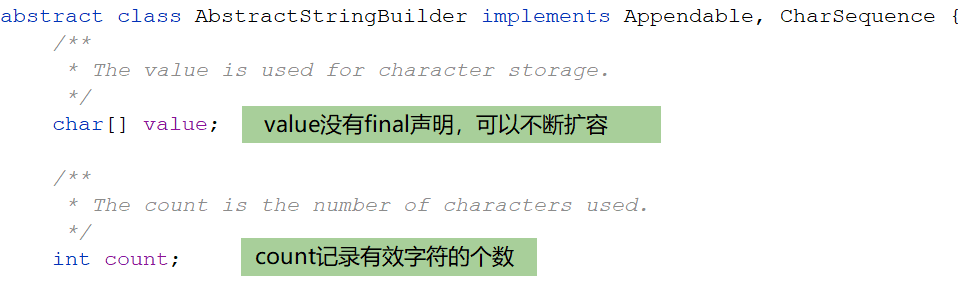 abstract class AbstractStringBuilder implements Appendable, CharSequence {
/**
* The value is used for character storage.
*/
char[] value; value没有final声明，可以不断扩容
/**
* The count is the number of characters used.
*/
int count; count记录有效字符的个数